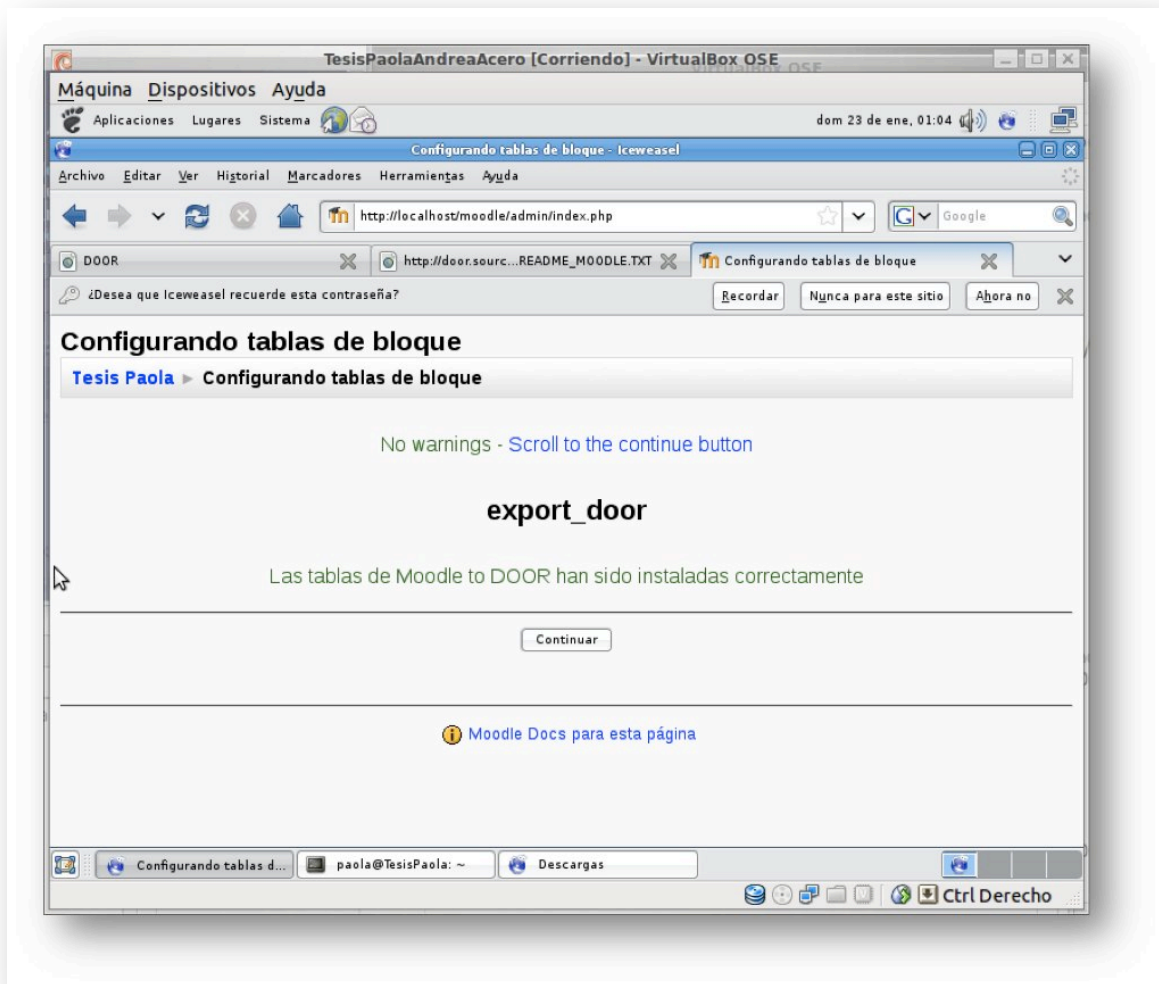 TesisPaolaAndreaAcero [Corriendo] - VirtualBox OSE
Máquina Dispositivos Ayuda
Aplicaciones Lugares Sistema dom 23 de ene, 01:04
Configurando tablas de bloque - Iceweasel
Archivo Editar Ver Historial Marcadores Herramientas Ayuda
http://localhost/moodle/admin/index.php Google
DOOR http://door.sourc...README_MOODLE.TXT Configurando tablas de bloque
¿Desea que Iceweasel recuerde esta contraseña? Recordar Nunca para este sitio Ahora no
Configurando tablas de bloque
Tesis Paola ► Configurando tablas de bloque
No warnings - Scroll to the continue button
export_door
Las tablas de Moodle to DOOR han sido instaladas correctamente
Continuar
Moodle Docs para esta página
Configurando tablas d... paola@TesisPaola: ~ Descargas
Ctrl Derecho